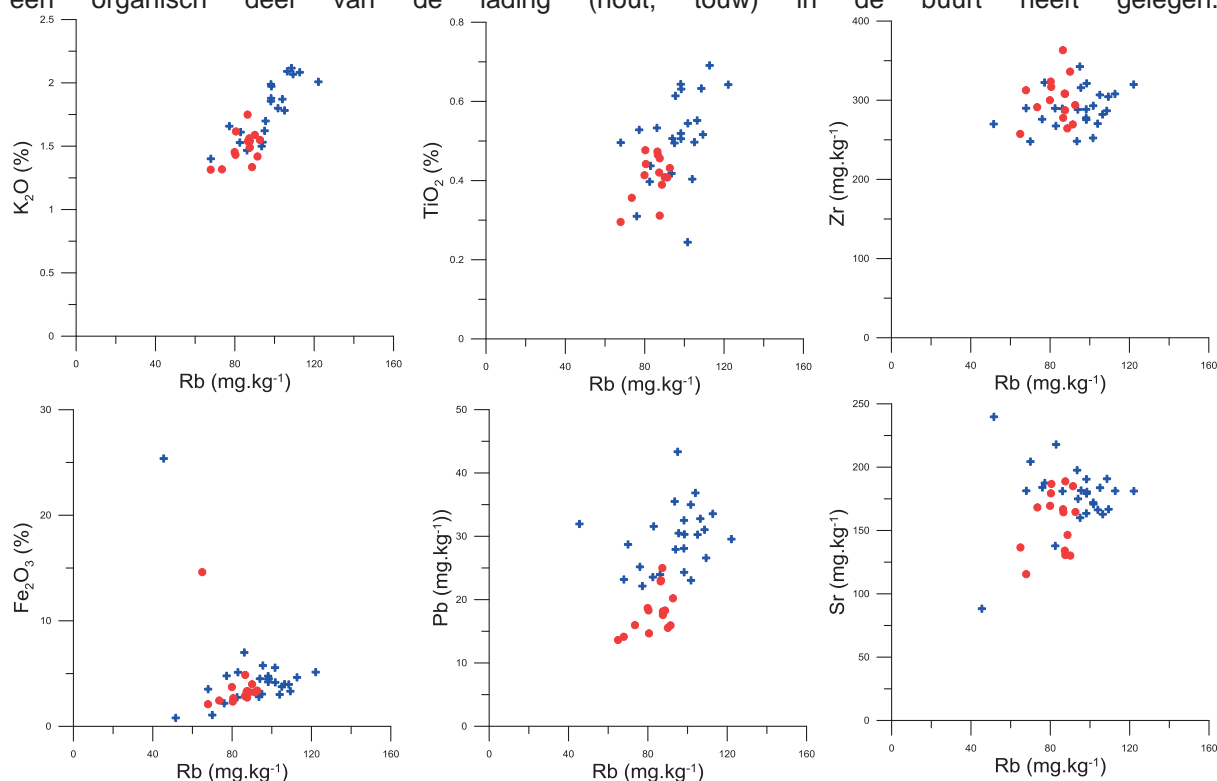 een organisch deel van de lading (hout, touw) in de buurt heeft gelegen.
2.5
2
1.5
1
0.5
0
K₂O (%)
0 40 80 120 160
Rb (mg.kg⁻¹)
0.8
0.6
0.4
0.2
0
TiO₂ (%)
0 40 80 120 160
Rb (mg.kg⁻¹)
400
300
200
100
0
Zr (mg.kg⁻¹)
0 40 80 120 160
Rb (mg.kg⁻¹)
30
20
10
0
Fe₂O₃ (%)
0 40 80 120 160
Rb (mg.kg⁻¹)
50
40
30
20
10
0
Pb (mg.kg⁻¹))
0 40 80 120 160
Rb (mg.kg⁻¹)
250
200
150
100
50
0
Sr (mg.kg⁻¹)
0 40 80 120 160
Rb (mg.kg⁻¹)